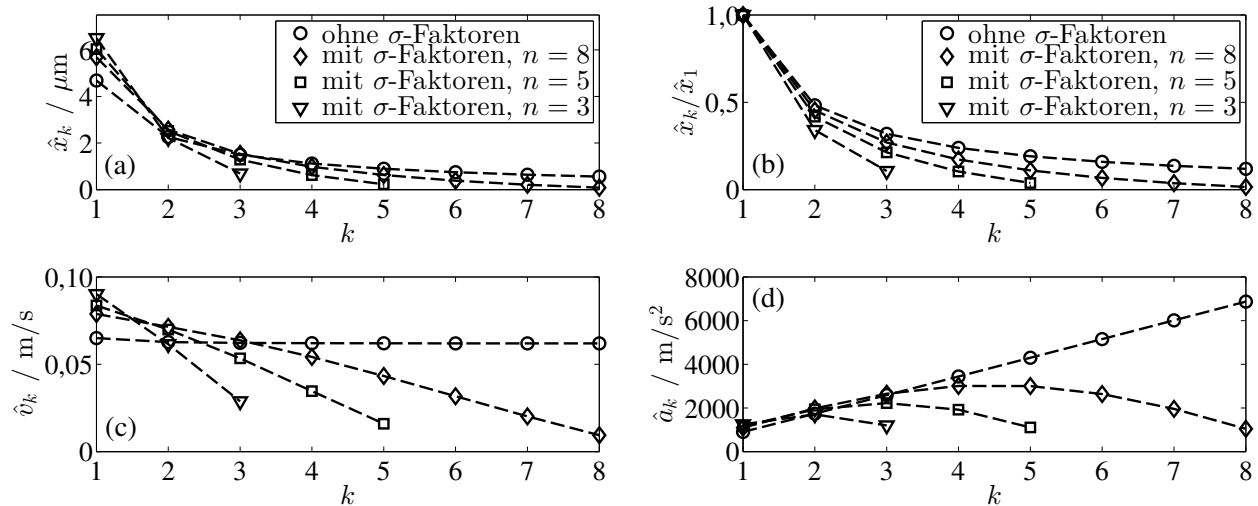 6
4
2
0
x̂_k / μm
(a)
ohne σ-Faktoren
mit σ-Faktoren, n = 8
mit σ-Faktoren, n = 5
mit σ-Faktoren, n = 3
1 2 3 4 5 6 7 8
k
1,0
0,5
0
x̂_k/x̂_1
(b)
ohne σ-Faktoren
mit σ-Faktoren, n = 8
mit σ-Faktoren, n = 5
mit σ-Faktoren, n = 3
1 2 3 4 5 6 7 8
k
0,10
0,05
0
v̂_k / m/s
(c)
1 2 3 4 5 6 7 8
k
8000
6000
4000
2000
0
â_k / m/s²
(d)
1 2 3 4 5 6 7 8
k